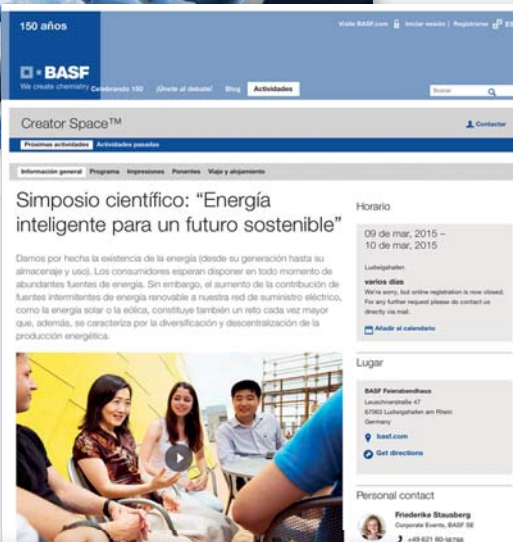 150 años
Visite BASF.com Iniciar sesión | Registrarse ES
BASF
We create chemistry
Celebrando 150 ¡Únete al debate! Blog Actividades
Buscar
Creator Space™
Contactar
Próximas actividades Actividades pasadas
Información general Programa Impresiones Ponentes Viaje y alojamiento
Simposio científico: “Energía
inteligente para un futuro sostenible”
Damos por hecha la existencia de la energía (desde su generación hasta su
almacenaje y uso). Los consumidores esperan disponer en todo momento de
abundantes fuentes de energía. Sin embargo, el aumento de la contribución de
fuentes intermitentes de energía renovable a nuestra red de suministro eléctrico,
como la energía solar o la eólica, constituye también un reto cada vez mayor
que, además, se caracteriza por la diversificación y descentralización de la
producción energética.
Horario
09 de mar, 2015 –
10 de mar, 2015
Ludwigshafen
varios días
We're sorry, but online registration is now closed.
For any further request please do contact us
directly via mail.
Añadir al calendario
Lugar
BASF Feierabendhaus
Leuschnerstraße 47
67063 Ludwigshafen am Rhein
Germany
basf.com
Get directions
Personal contact
Friederike Stausberg
Corporate Events, BASF SE
+49 621 60-